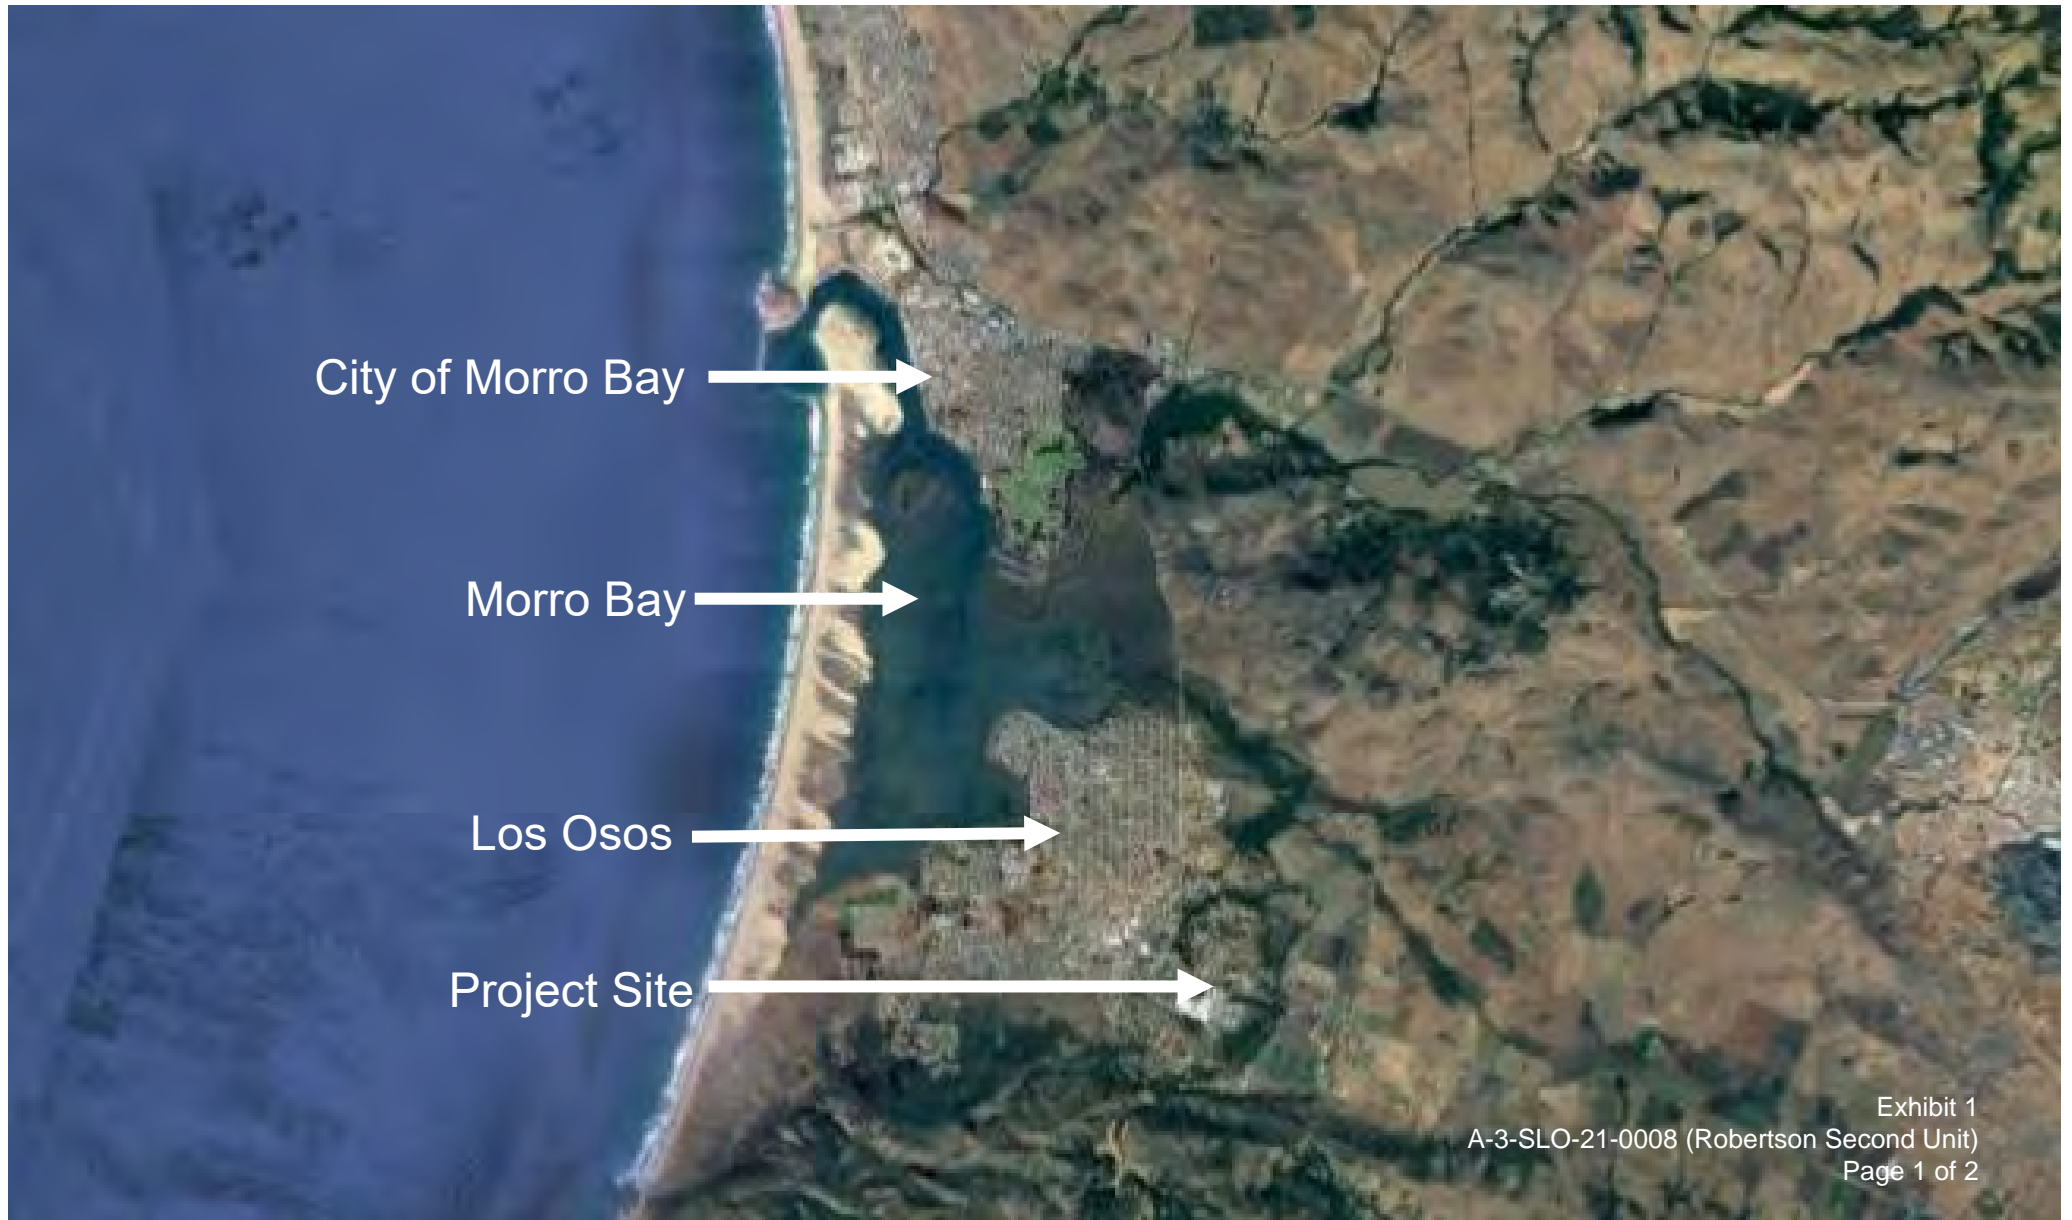 City of Morro Bay
Morro Bay
Los Osos
Project Site
Exhibit 1
A-3-SLO-21-0008 (Robertson Second Unit)
Page 1 of 2